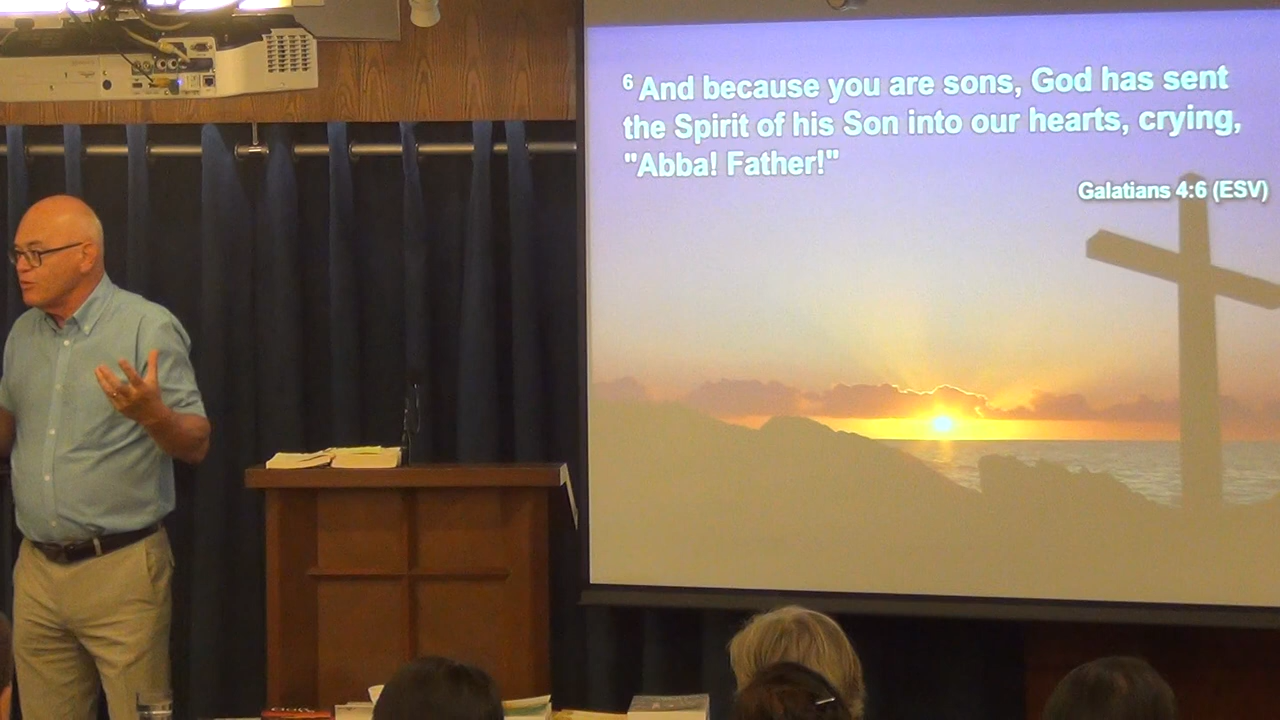 6 And because you are sons, God has sent
the Spirit of his Son into our hearts, crying,
"Abba! Father!"
Galatians 4:6 (ESV)